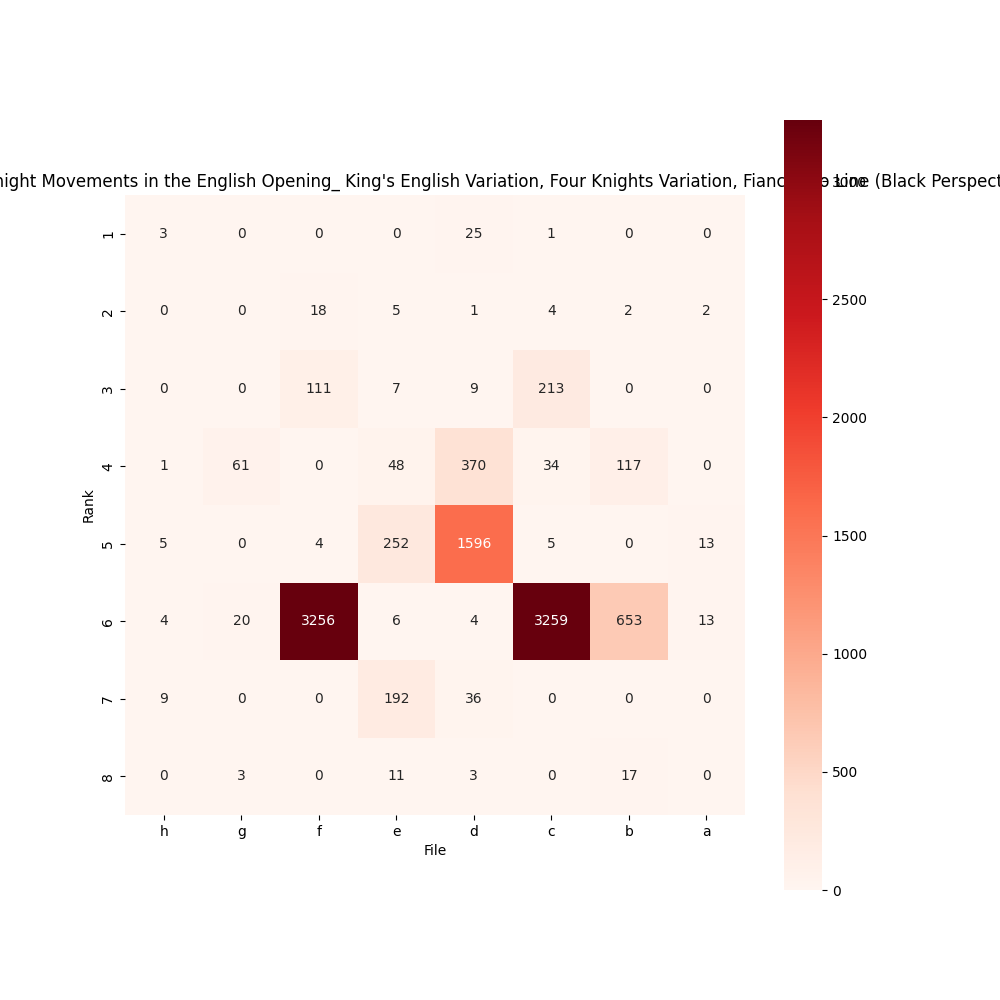 night Movements in the English Opening_ King's English Variation, Four Knights Variation, Fianchetto Line (Black Perspect
3000
1 3 0 0 0 25 1 0 0
2 0 0 18 5 1 4 2 2
2500
3 0 0 111 7 9 213 0 0
2000
4 1 61 0 48 370 34 117 0
Rank
1500
5 5 0 4 252 1596 5 0 13
6 4 20 3256 6 4 3259 653 13
1000
7 9 0 0 192 36 0 0 0
500
8 0 3 0 11 3 0 17 0
h g f e d c b a
File
0